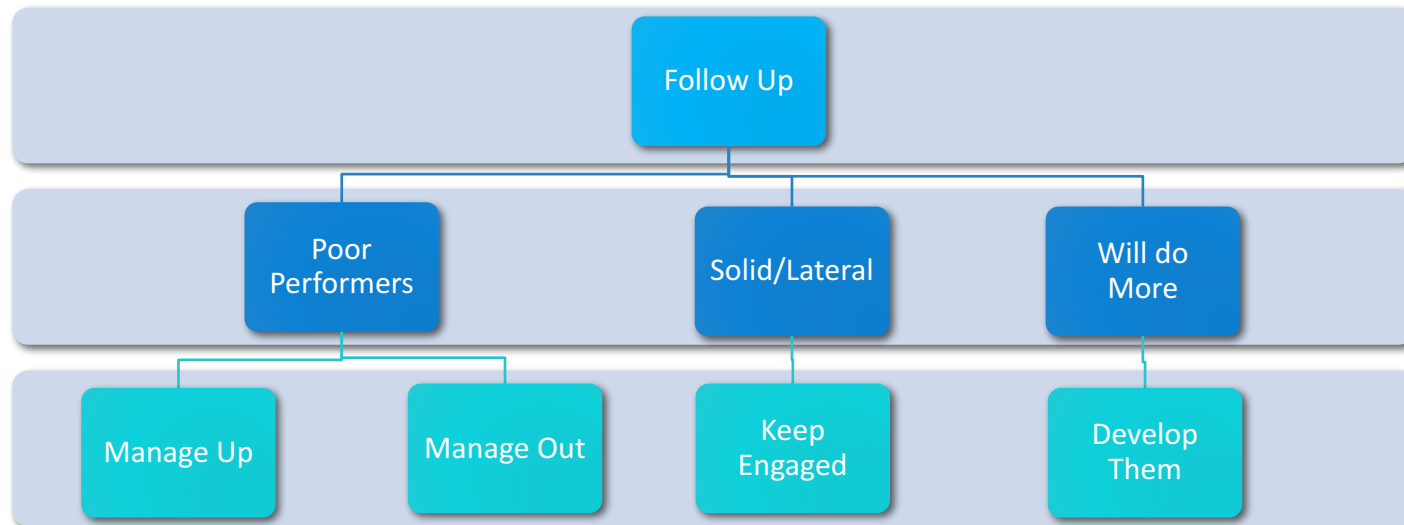 Follow Up
Poor
Performers
Solid/Lateral
Will do
More
Manage Up
Manage Out
Keep
Engaged
Develop
Them